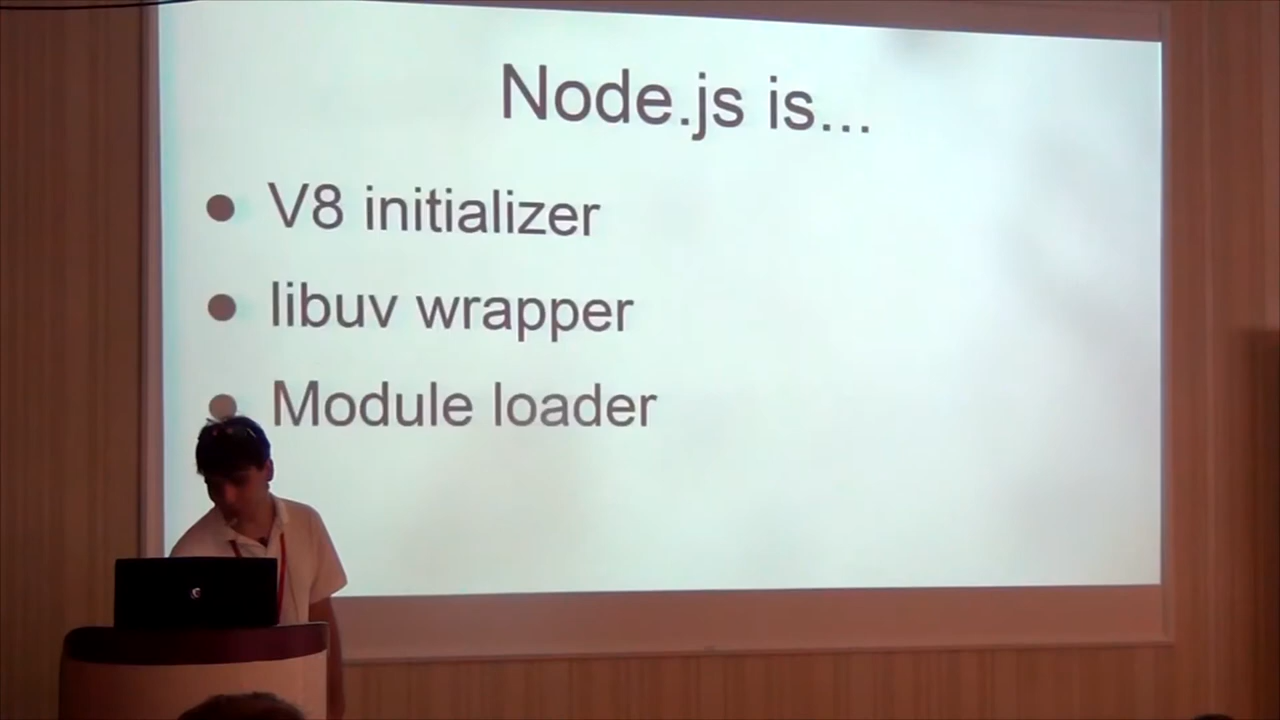 Node.js is...
V8 initializer
libuv wrapper
Module loader